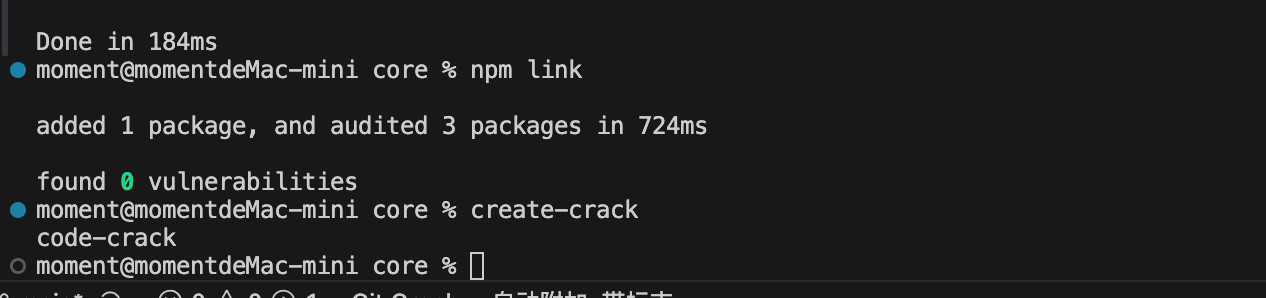 Done in 184ms
moment@momentdeMac-mini core % npm link
added 1 package, and audited 3 packages in 724ms
found 0 vulnerabilities
moment@momentdeMac-mini core % create-crack
code-crack
moment@momentdeMac-mini core %